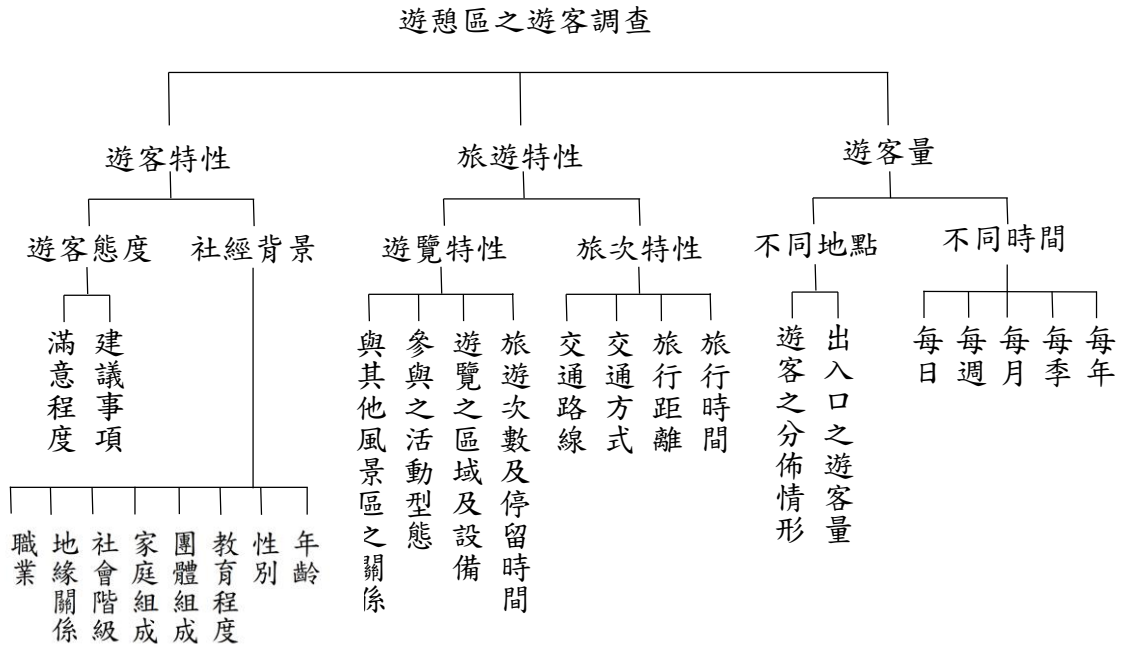 遊憩區之遊客調查
遊客特性
旅遊特性
遊客量
遊客態度
社經背景
遊覽特性
旅次特性
不同地點
不同時間
滿意程度
建議事項
與其他風景區之關係
參與之活動型態
遊覽之區域及設備
旅遊次數及停留時間
交通路線
交通方式
旅行距離
旅行時間
遊客之分佈情形
出入口之遊客量
每日
每週
每月
每季
每年
職業
地緣關係
社會階級
家庭組成
團體組成
教育程度
性別
年齡